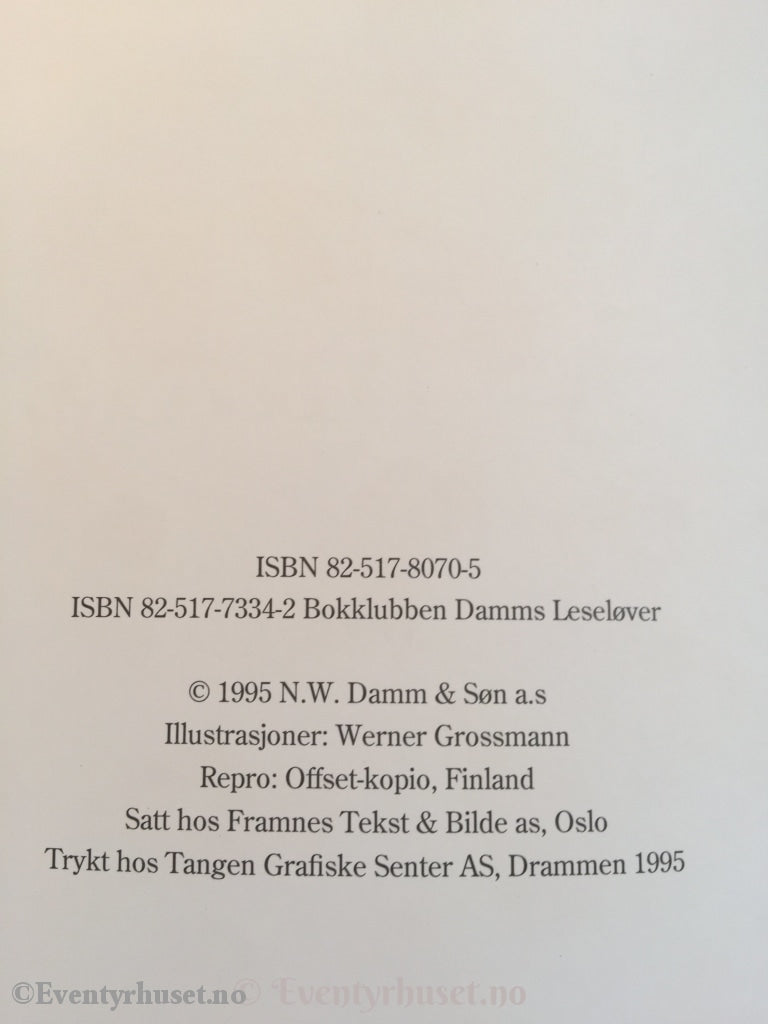 ISBN 82-517-8070-5
ISBN 82-517-7334-2 Bokklubben Damms Leseløver
© 1995 N.W. Damm & Søn a.s
Illustrasjoner: Werner Grossmann
Repro: Offset-kopio, Finland
Satt hos Framnes Tekst & Bilde as, Oslo
Trykt hos Tangen Grafiske Senter AS, Drammen 1995
©Eventyrhuset.no © Eventyrhuset.no